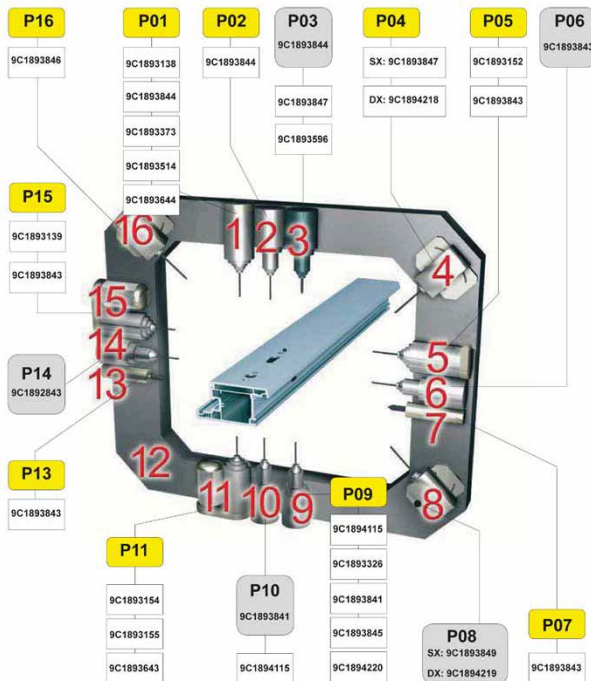 P16
9C1893846
P01
9C1893138
9C1893844
9C1893373
9C1893514
9C1893644
P02
9C1893844
P03
9C1893844
9C1893847
9C1893596
P04
SX: 9C1893847
DX: 9C1894218
P05
9C1893152
9C1893843
P06
9C1893843
P15
9C1893139
9C1893843
16
1
2
3
4
15
14
13
5
6
7
P14
9C1892843
12
11
10
9
8
P13
9C1893843
P11
9C1893154
9C1893155
9C1893643
P10
9C1893841
9C1894115
P09
9C1894115
9C1893326
9C1893841
9C1893845
9C1894220
P08
SX: 9C1893849
DX: 9C1894219
P07
9C1893843